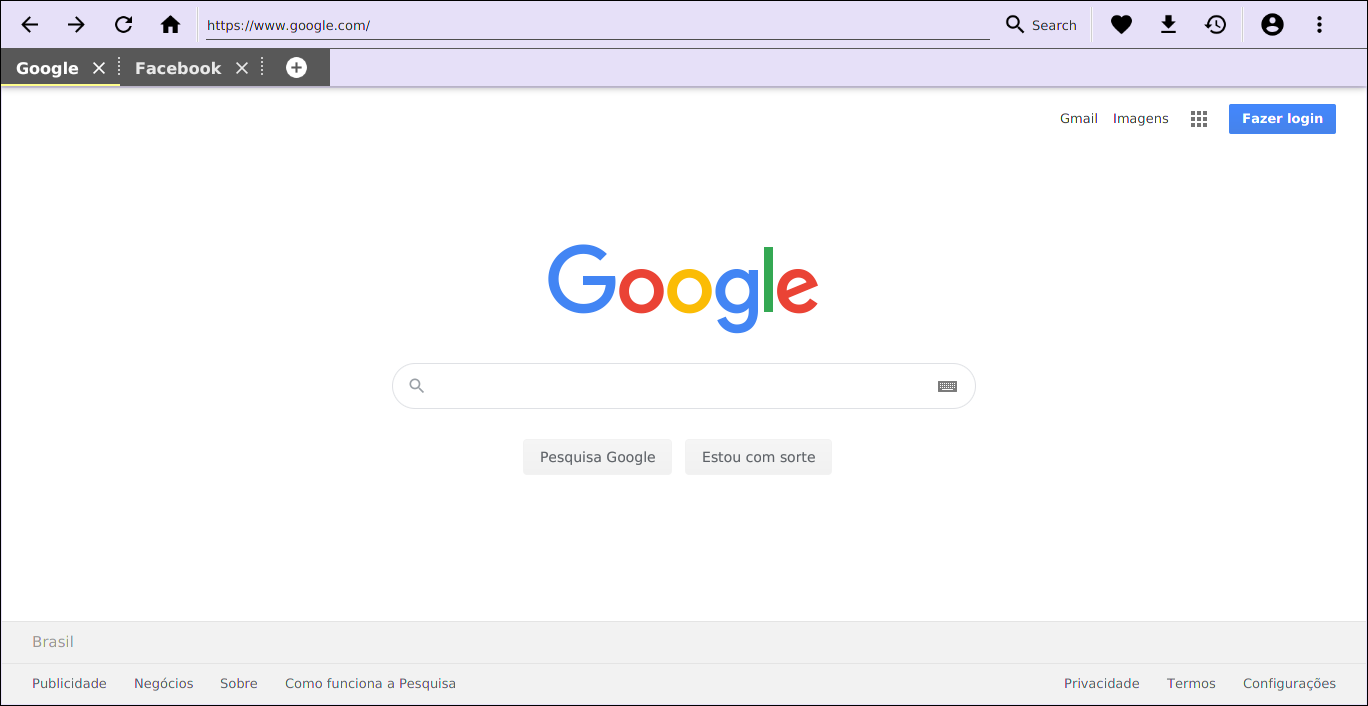 https://www.google.com/ Search
Google Facebook
Gmail Imagens Fazer login
Google
Pesquisa Google Estou com sorte
Brasil
Publicidade Negócios Sobre Como funciona a Pesquisa Privacidade Termos Configurações